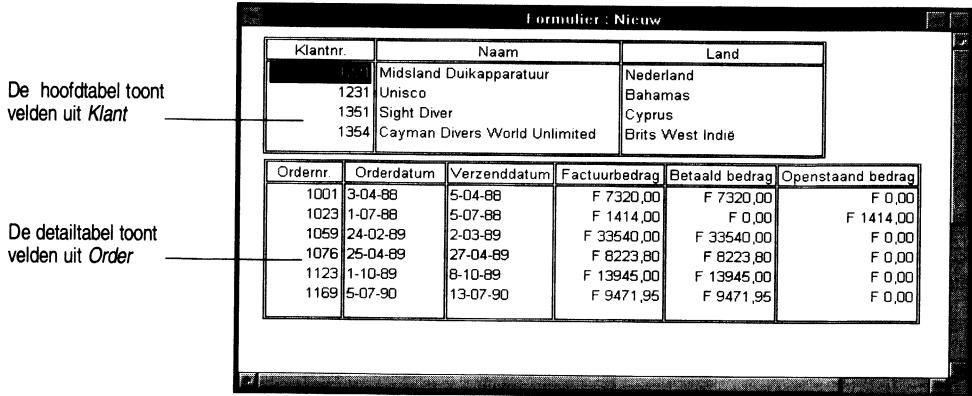 Formulier : Nieuw
Klantnr. Naam Land
Midsland Duikapparatuur Nederland
1231 Unisco Bahamas
1351 Sight Diver Cyprus
1354 Cayman Divers World Unlimited Brits West Indië
De hoofdtabel toont
velden uit Klant
Ordernr. Orderdatum Verzenddatum Factuurbedrag Betaald bedrag Openstaand bedrag
1001 3-04-88 5-04-88 F 7320,00 F 7320,00 F 0,00
1023 1-07-88 5-07-88 F 1414,00 F 0,00 F 1414,00
1059 24-02-89 2-03-89 F 33540,00 F 33540,00 F 0,00
1076 25-04-89 27-04-89 F 8223,80 F 8223,80 F 0,00
1123 1-10-89 8-10-89 F 13945,00 F 13945,00 F 0,00
1169 5-07-90 13-07-90 F 9471,95 F 9471,95 F 0,00
De detailtabel toont
velden uit Order